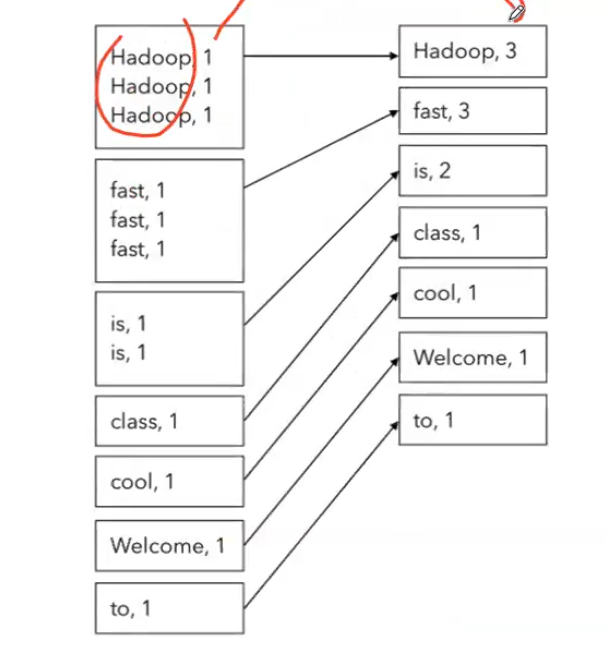 Hadoop, 1
Hadoop, 1
Hadoop, 1
fast, 1
fast, 1
fast, 1
is, 1
is, 1
class, 1
cool, 1
Welcome, 1
to, 1
Hadoop, 3
fast, 3
is, 2
class, 1
cool, 1
Welcome, 1
to, 1